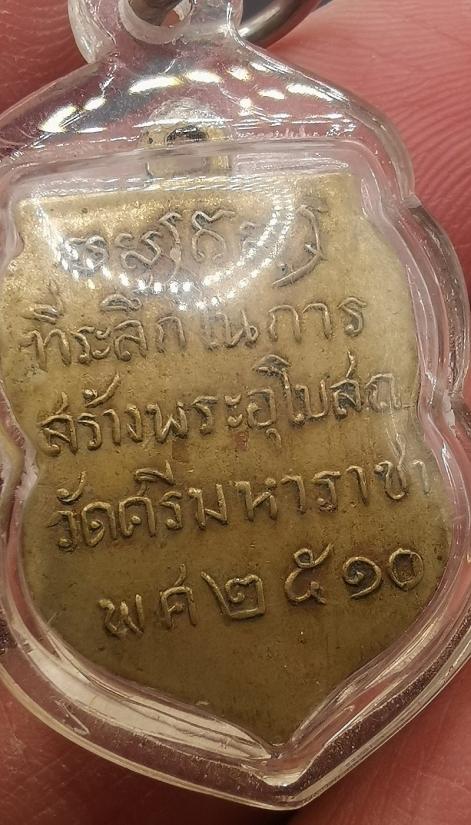 ที่ระลึกในการ
สร้างพระอุโบสถ
วัดศรีมหาราชา
พ ศ ๒๕๑๐